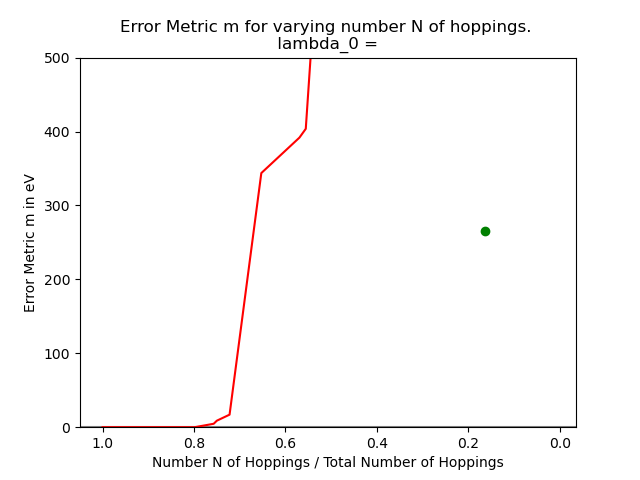 Error Metric m for varying number N of hoppings.
lambda_0 =
500
400
300
200
100
0
Error Metric m in eV
1.0 0.8 0.6 0.4 0.2 0.0
Number N of Hoppings / Total Number of Hoppings